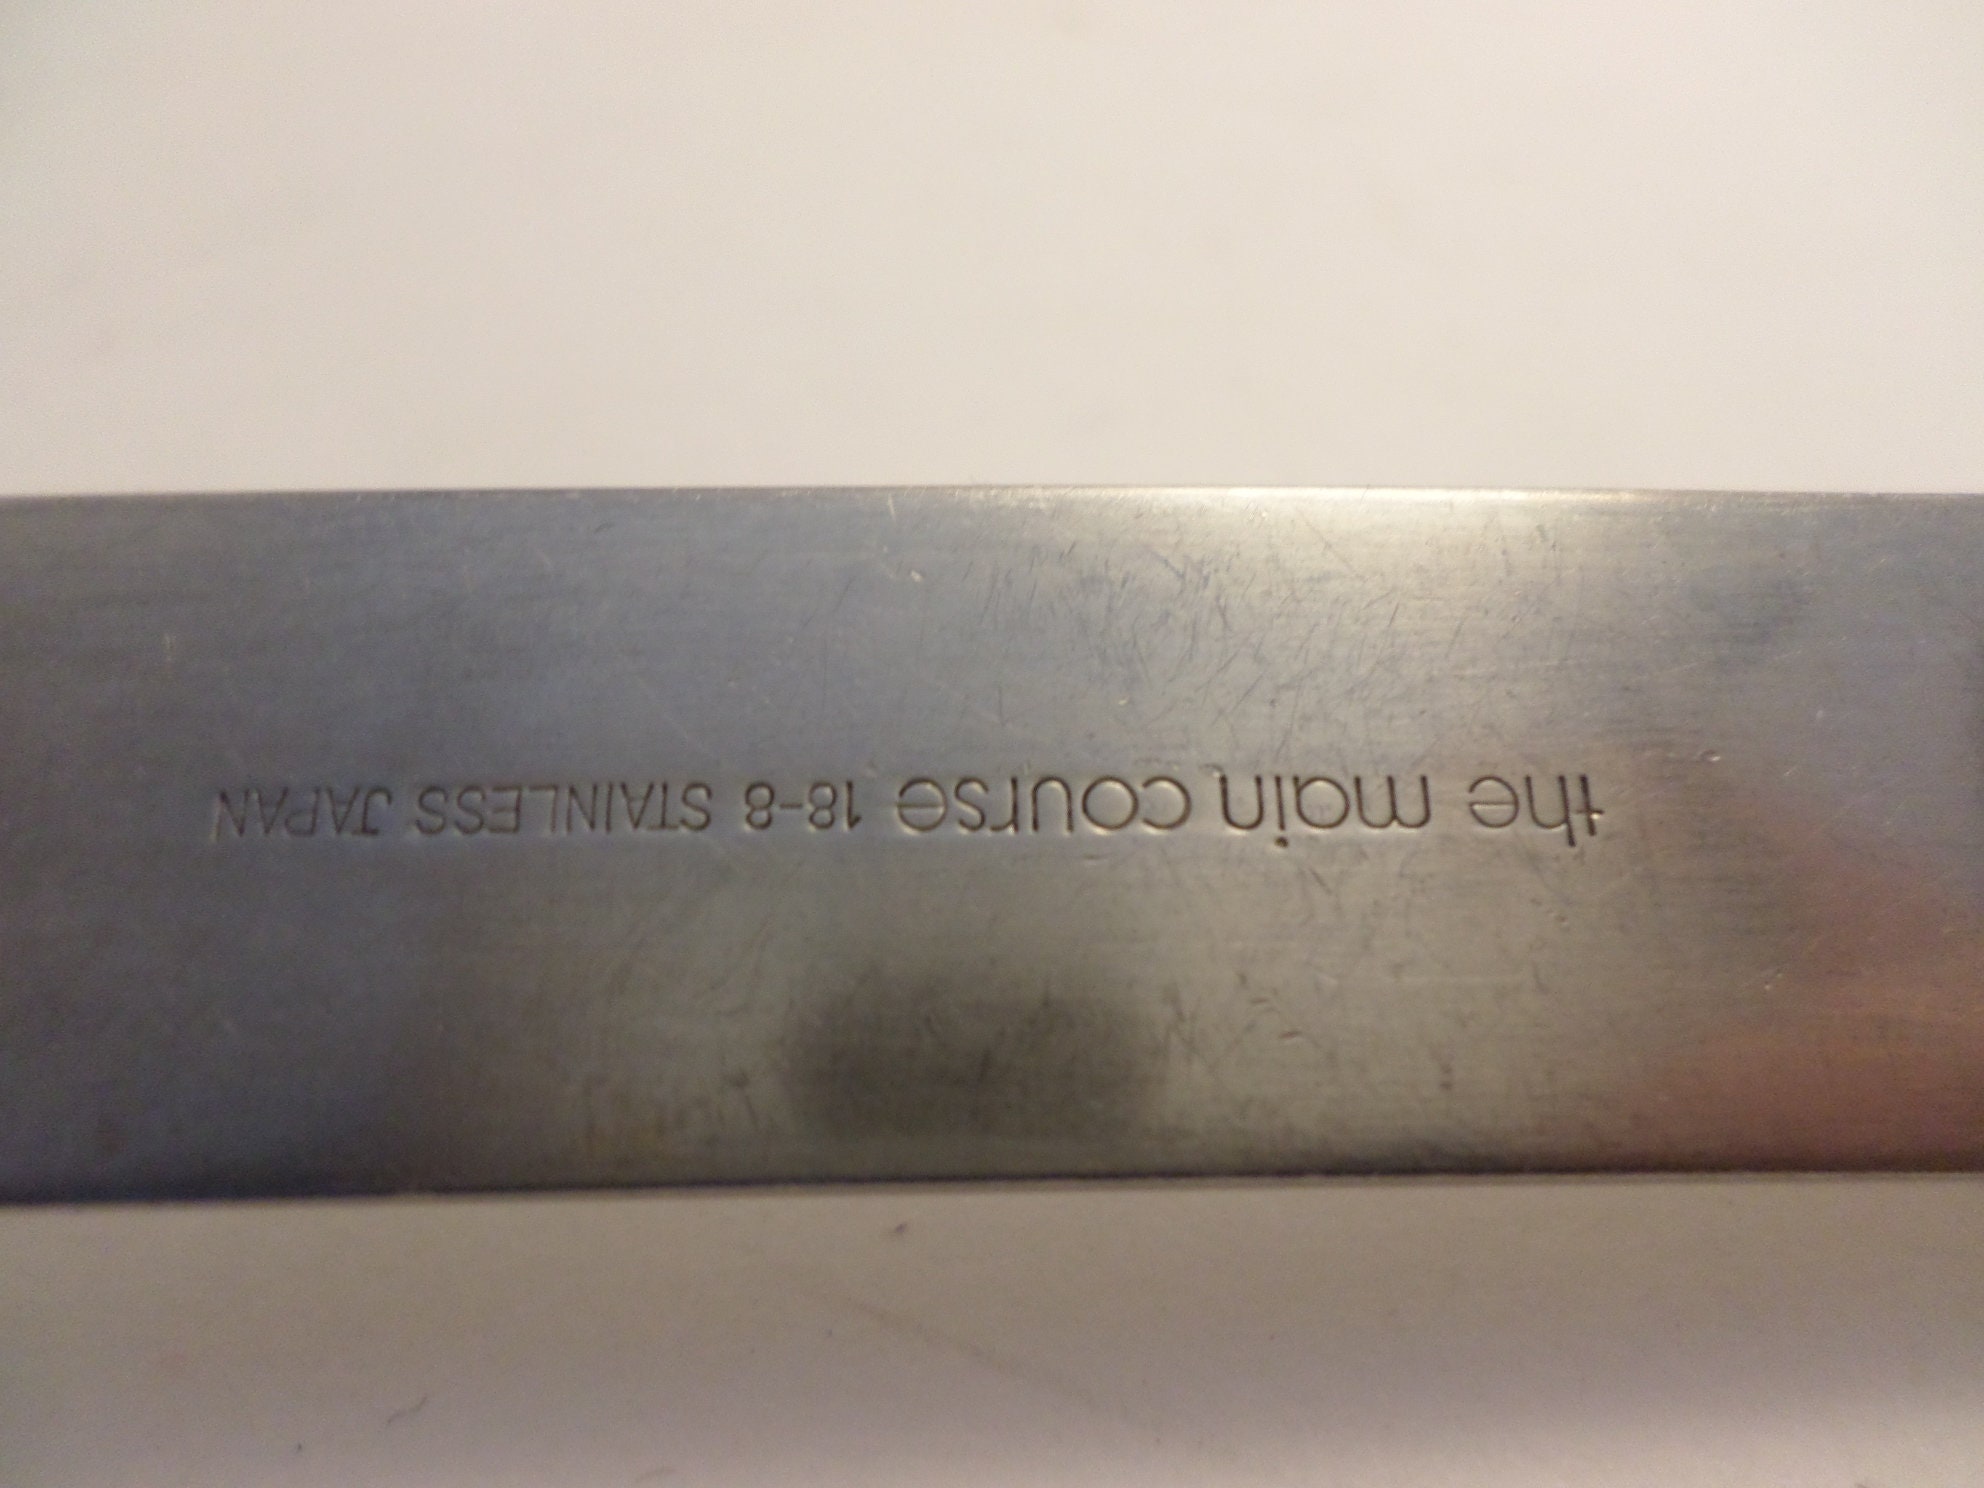 the main course 18-8 STAINLESS JAPAN